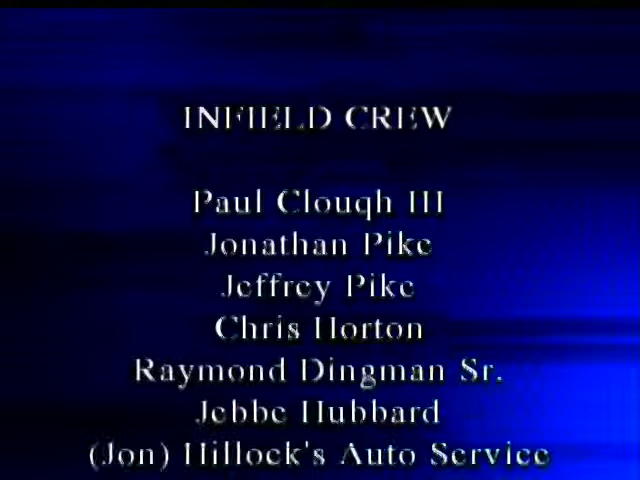 INFIELD CREW
Paul Clough III
Jonathan Pike
Jeffrey Pike
Chris Horton
Raymond Dingman Sr.
Jebbe Hubbard
(Jon) Hillock's Auto Service